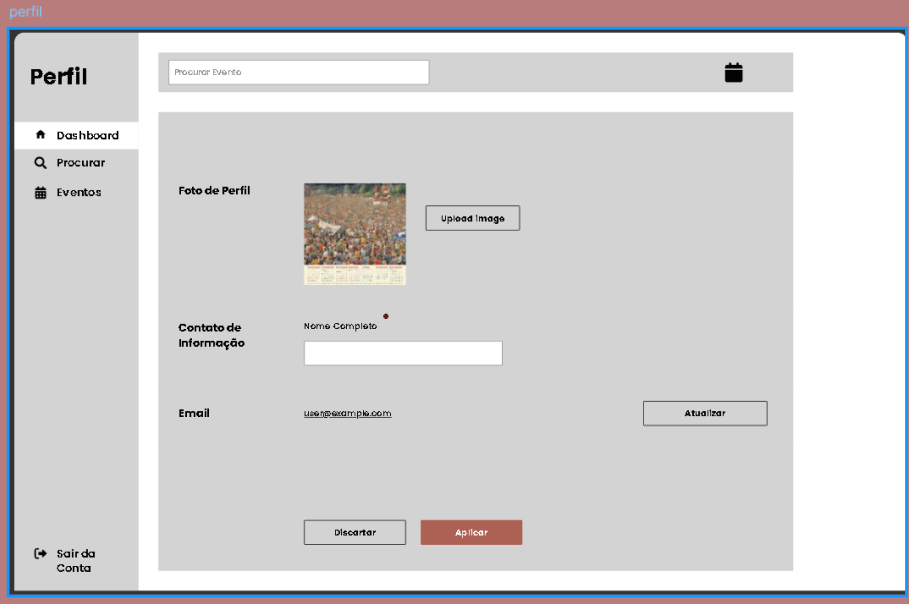 perfil
Perfil
Procurar Evento
Dashboard
Procurar
Eventos
Foto de Perfil
Upload image
Contato de
Informação
Nome Completo
Email
user@example.com
Atualizar
Discartar
Aplicar
Sair da
Conta